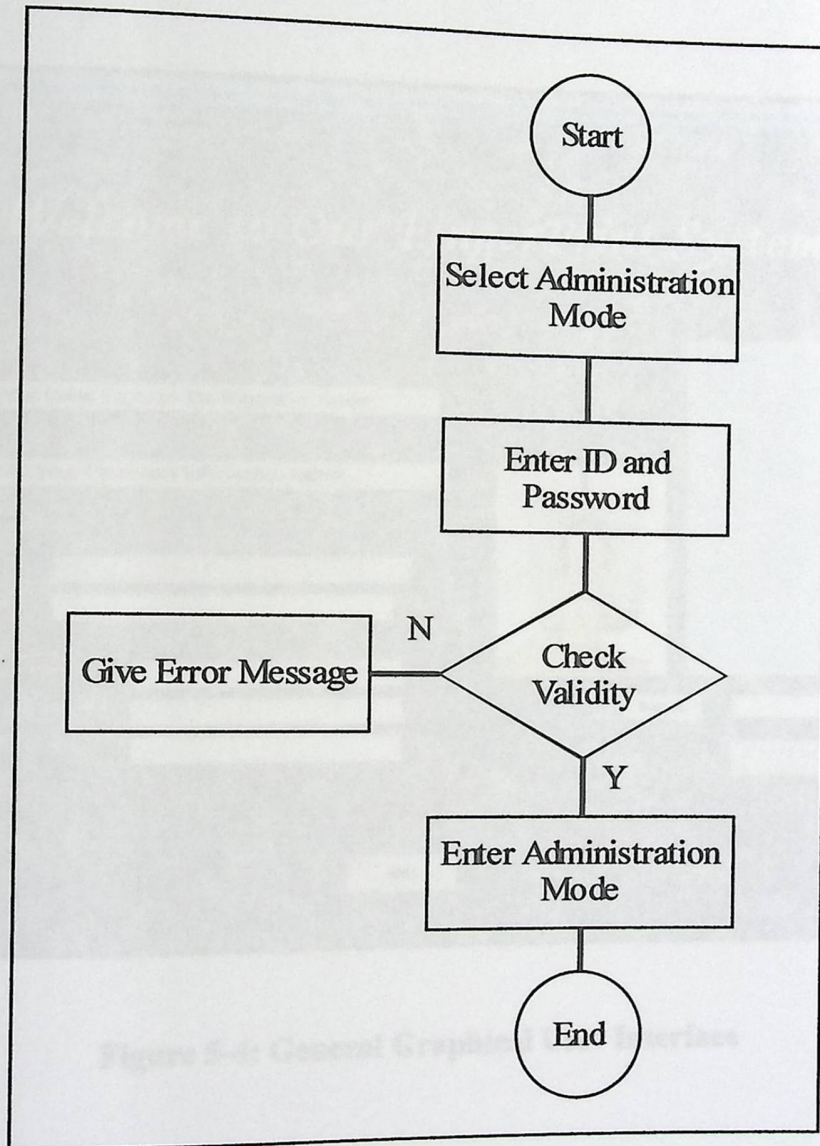 Start
Select Administration
Mode
Enter ID and
Password
N
Give Error Message
Check
Validity
Y
Enter Administration
Mode
End
Figure 5-4: General Graphical User Interface